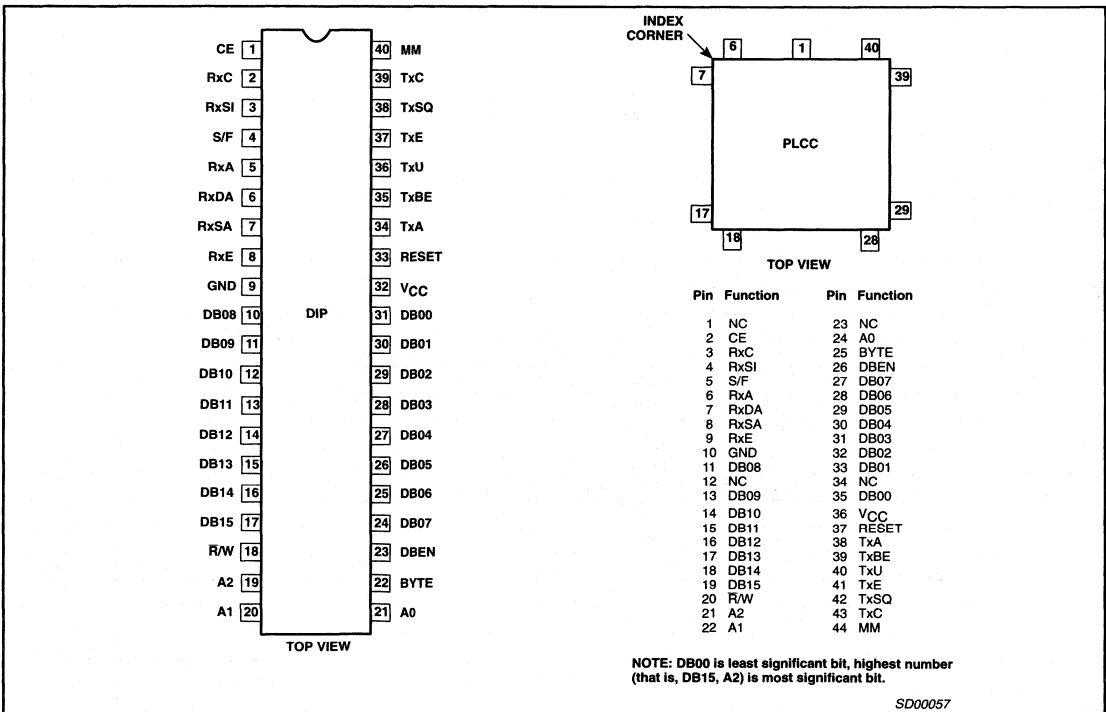 CE 1 40 MM
RxC 2 39 TxC
RxSI 3 38 TxSQ
S/F 4 37 TxE
RxA 5 36 TxU
RxDA 6 35 TxBE
RxSA 7 34 TxA
RxE 8 33 RESET
GND 9 32 VCC
DB08 10 DIP 31 DB00
DB09 11 30 DB01
DB10 12 29 DB02
DB11 13 28 DB03
DB12 14 27 DB04
DB13 15 26 DB05
DB14 16 25 DB06
DB15 17 24 DB07
R̅/W 18 23 DBEN
A2 19 22 BYTE
A1 20 21 A0
TOP VIEW
INDEX
CORNER
6 1 40
7 39
PLCC
17 29
18 28
TOP VIEW
Pin Function Pin Function
1 NC 23 NC
2 CE 24 A0
3 RxC 25 BYTE
4 RxSI 26 DBEN
5 S/F 27 DB07
6 RxA 28 DB06
7 RxDA 29 DB05
8 RxSA 30 DB04
9 RxE 31 DB03
10 GND 32 DB02
11 DB08 33 DB01
12 NC 34 NC
13 DB09 35 DB00
14 DB10 36 VCC
15 DB11 37 RESET
16 DB12 38 TxA
17 DB13 39 TxBE
18 DB14 40 TxU
19 DB15 41 TxE
20 R̅/W 42 TxSQ
21 A2 43 TxC
22 A1 44 MM
NOTE: DB00 is least significant bit, highest number
(that is, DB15, A2) is most significant bit.
SD00057